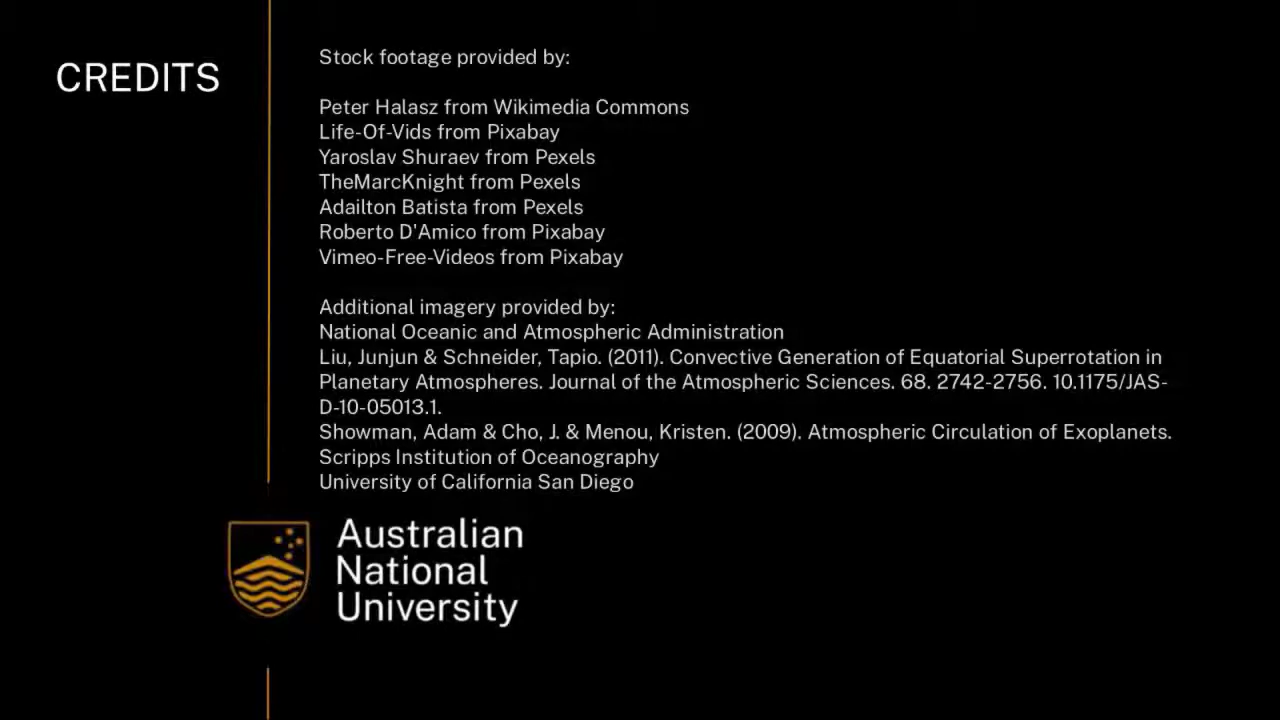 CREDITS
Stock footage provided by:
Peter Halasz from Wikimedia Commons
Life-Of-Vids from Pixabay
Yaroslav Shuraev from Pexels
TheMarcKnight from Pexels
Adailton Batista from Pexels
Roberto D'Amico from Pixabay
Vimeo-Free-Videos from Pixabay
Additional imagery provided by:
National Oceanic and Atmospheric Administration
Liu, Junjun & Schneider, Tapio. (2011). Convective Generation of Equatorial Superrotation in
Planetary Atmospheres. Journal of the Atmospheric Sciences. 68. 2742-2756. 10.1175/JAS-
D-10-05013.1.
Showman, Adam & Cho, J. & Menou, Kristen. (2009). Atmospheric Circulation of Exoplanets.
Scripps Institution of Oceanography
University of California San Diego
Australian
National
University